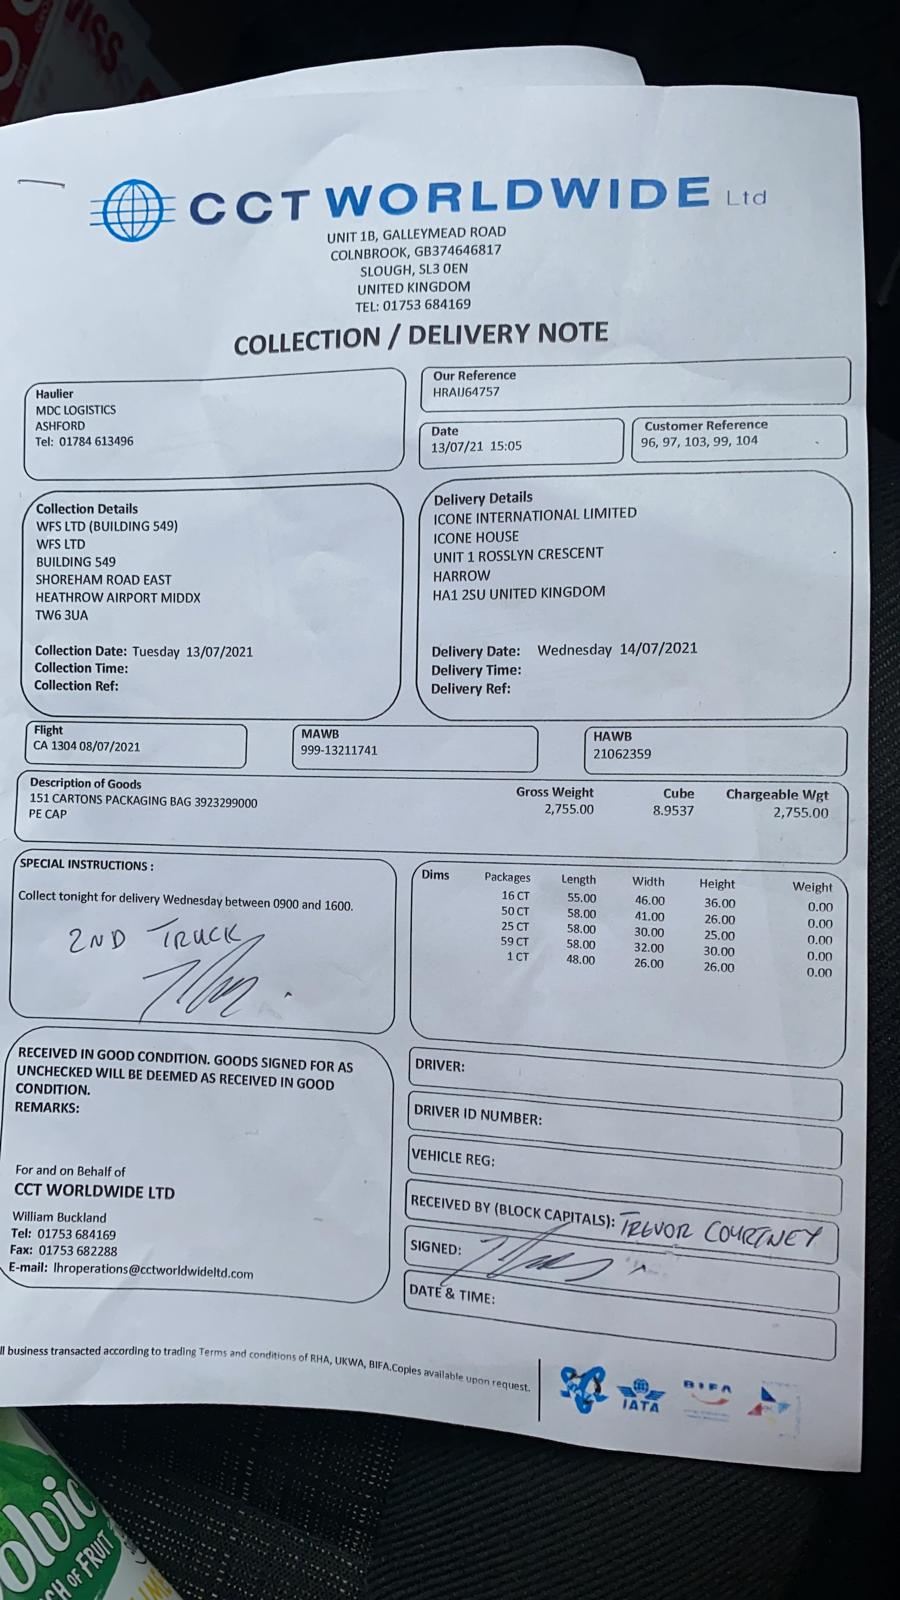 CCT WORLDWIDE Ltd
UNIT 1B, GALLEYMEAD ROAD
COLNBROOK, GB374646817
SLOUGH, SL3 0EN
UNITED KINGDOM
TEL: 01753 684169
COLLECTION / DELIVERY NOTE
Haulier
MDC LOGISTICS
ASHFORD
Tel: 01784 613496
Our Reference
HRAIJ64757
Date
13/07/21 15:05
Customer Reference
96, 97, 103, 99, 104
Collection Details
WFS LTD (BUILDING 549)
WFS LTD
BUILDING 549
SHOREHAM ROAD EAST
HEATHROW AIRPORT MIDDX
TW6 3UA
Collection Date: Tuesday 13/07/2021
Collection Time:
Collection Ref:
Delivery Details
ICONE INTERNATIONAL LIMITED
ICONE HOUSE
UNIT 1 ROSSLYN CRESCENT
HARROW
HA1 2SU UNITED KINGDOM
Delivery Date: Wednesday 14/07/2021
Delivery Time:
Delivery Ref:
Flight
CA 1304 08/07/2021
MAWB
999-13211741
HAWB
21062359
Description of Goods
151 CARTONS PACKAGING BAG 3923299000
PE CAP
Gross Weight Cube Chargeable Wgt
2,755.00 8.9537 2,755.00
SPECIAL INSTRUCTIONS :
Collect tonight for delivery Wednesday between 0900 and 1600.
2ND TRUCK
Dims Packages Length Width Height Weight
16 CT 55.00 46.00 36.00 0.00
50 CT 58.00 41.00 26.00 0.00
25 CT 58.00 30.00 25.00 0.00
59 CT 58.00 32.00 30.00 0.00
1 CT 48.00 26.00 26.00 0.00
RECEIVED IN GOOD CONDITION. GOODS SIGNED FOR AS
UNCHECKED WILL BE DEEMED AS RECEIVED IN GOOD
CONDITION.
REMARKS:
For and on Behalf of
CCT WORLDWIDE LTD
William Buckland
Tel: 01753 684169
Fax: 01753 682288
E-mail: lhroperations@cctworldwideltd.com
DRIVER:
DRIVER ID NUMBER:
VEHICLE REG:
RECEIVED BY (BLOCK CAPITALS): TREVOR COURTNEY
SIGNED:
DATE & TIME:
ll business transacted according to trading Terms and conditions of RHA, UKWA, BIFA.Copies available upon request.
IATA
BIFA
olvic
CH OF FRUIT